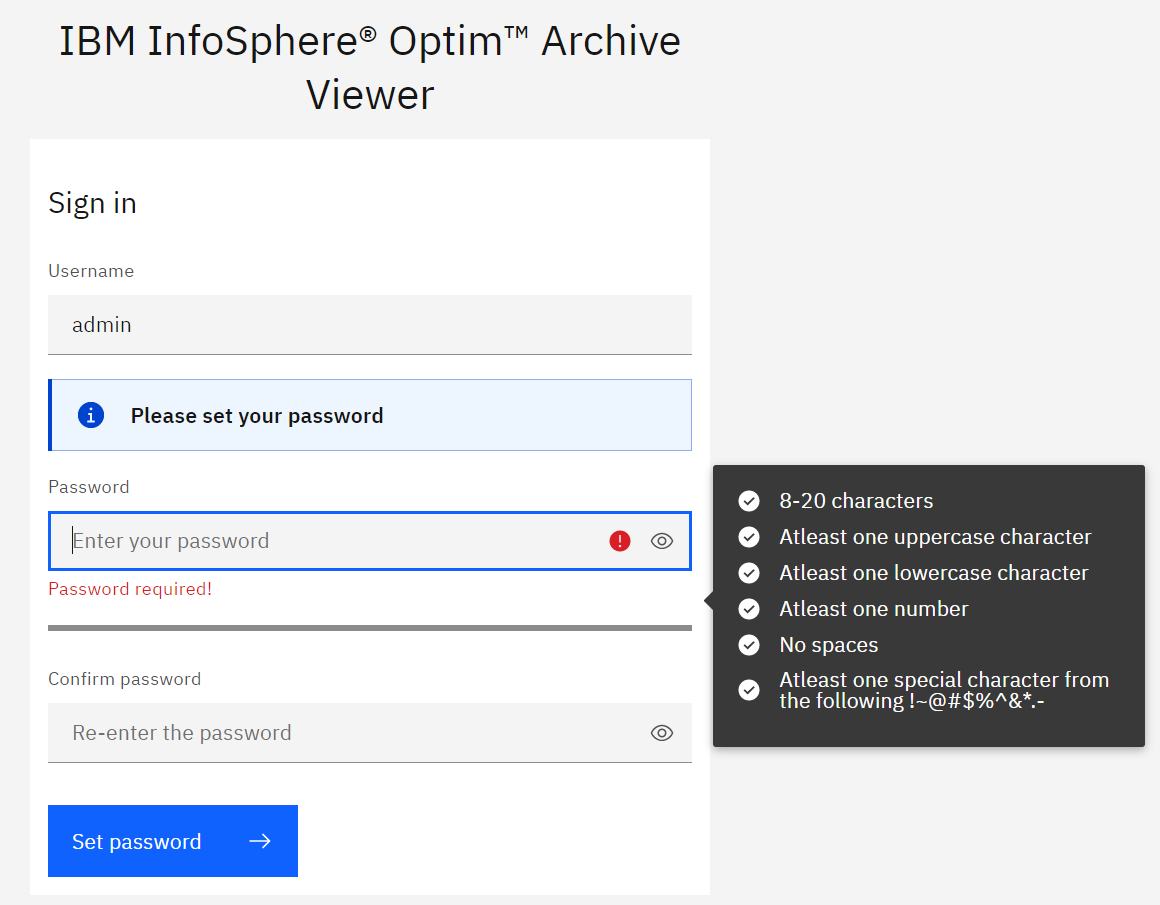 IBM InfoSphere® Optim™ Archive
Viewer
Sign in
Username
admin
Please set your password
Password
Enter your password
Password required!
8-20 characters
Atleast one uppercase character
Atleast one lowercase character
Atleast one number
No spaces
Atleast one special character from
the following !~@#$%^&*.-
Confirm password
Re-enter the password
Set password